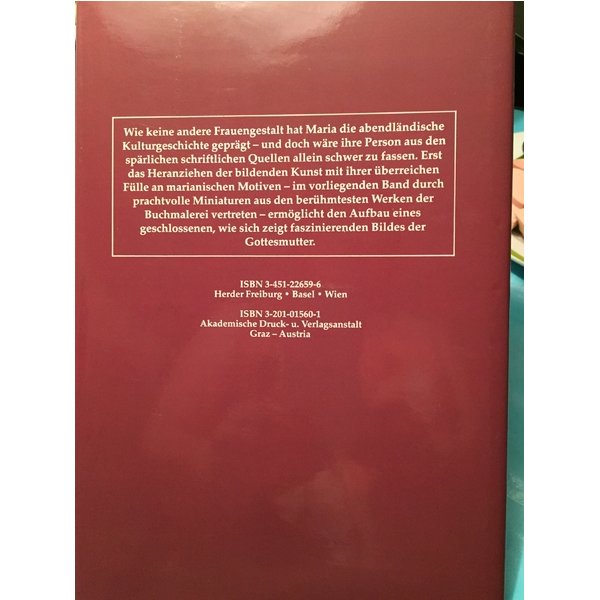 Wie keine andere Frauengestalt hat Maria die abendländische
Kulturgeschichte geprägt – und doch wäre ihre Person aus den
spärlichen schriftlichen Quellen allein schwer zu fassen. Erst
das Heranziehen der bildenden Kunst mit ihrer überreichen
Fülle an marianischen Motiven – im vorliegenden Band durch
prachtvolle Miniaturen aus den berühmtesten Werken der
Buchmalerei vertreten – ermöglicht den Aufbau eines
geschlossenen, wie sich zeigt faszinierenden Bildes der
Gottesmutter.
ISBN 3-451-22659-6
Herder Freiburg • Basel • Wien
ISBN 3-201-01560-1
Akademische Druck- u. Verlagsanstalt
Graz – Austria